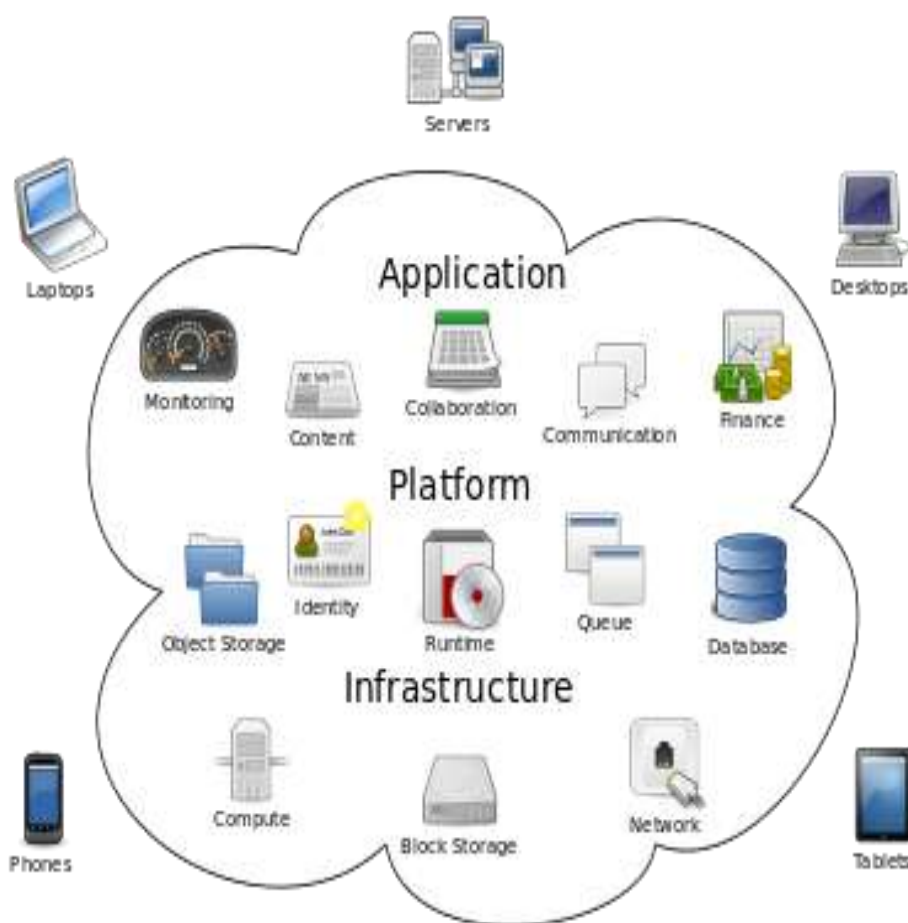 Servers
Laptops
Desktops
Application
Monitoring
Content
Collaboration
Communication
Finance
Platform
Object Storage
Identity
Runtime
Queue
Database
Infrastructure
Compute
Block Storage
Network
Phones
Tablets